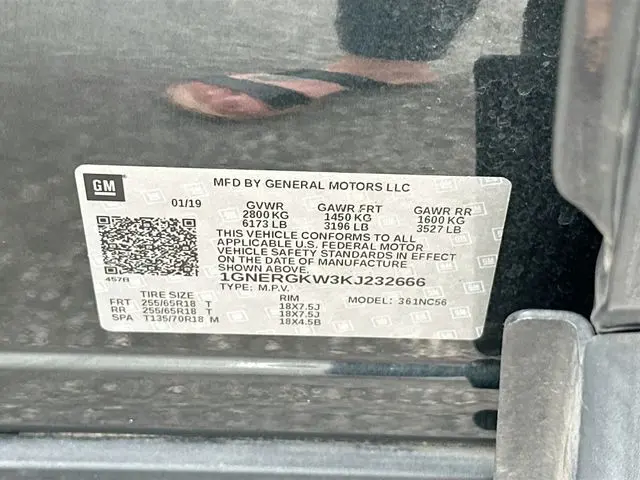 GM
MFD BY GENERAL MOTORS LLC
01/19 GVWR GAWR FRT GAWR RR
2800 KG 1450 KG 1600 KG
6173 LB 3196 LB 3527 LB
THIS VEHICLE CONFORMS TO ALL
APPLICABLE U.S. FEDERAL MOTOR
VEHICLE SAFETY STANDARDS IN EFFECT
ON THE DATE OF MANUFACTURE
SHOWN ABOVE.
457B 1GNERGKW3KJ232666
TYPE: M.P.V. MODEL: 361NC56
TIRE SIZE RIM
FRT 255/65R18 T 18X7.5J
RR 255/65R18 T 18X7.5J
SPA T135/70R18 M 18X4.5B